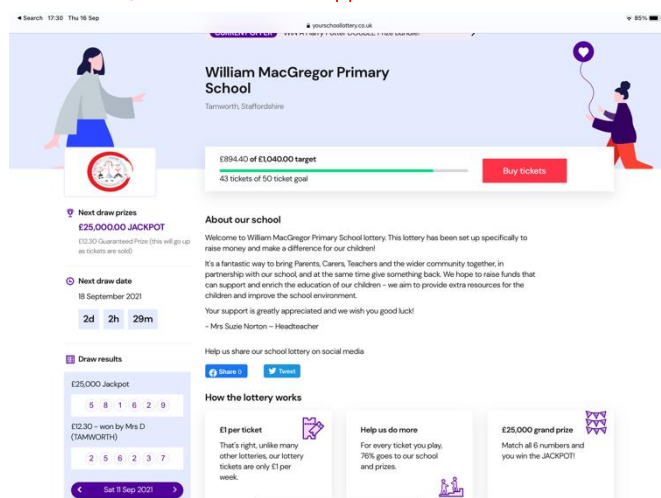 Search 17:30 Thu 16 Sep
yourschoollottery.co.uk
85%
CURRENT OFFER WIN A Harry Potter BUNDLE Prize bundle!
William MacGregor Primary
School
Tamworth, Staffordshire
£894.40 of £1,040.00 target
43 tickets of 50 ticket goal
Buy tickets
Next draw prizes
£25,000.00 JACKPOT
£12.30 Guaranteed Prize (this will go up
as tickets are sold)
Next draw date
18 September 2021
2d 2h 29m
Draw results
£25,000 Jackpot
5 8 1 6 2 9
£12.30 - won by Mrs D
(TAMWORTH)
2 5 6 2 3 7
Sat 11 Sep 2021
About our school
Welcome to William MacGregor Primary School lottery. This lottery has been set up specifically to
raise money and make a difference for our children!
It's a fantastic way to bring Parents, Carers, Teachers and the wider community together, in
partnership with our school, and at the same time give something back. We hope to raise funds that
can support and enrich the education of our children - we aim to provide extra resources for the
children and improve the school environment.
Your support is greatly appreciated and we wish you good luck!
- Mrs Suzie Norton – Headteacher
Help us share our school lottery on social media
Share 0 Tweet
How the lottery works
£1 per ticket
That's right, unlike many
other lotteries, our lottery
tickets are only £1 per
week.
Help us do more
For every ticket you play,
76% goes to our school
and prizes.
£25,000 grand prize
Match all 6 numbers and
you win the JACKPOT!